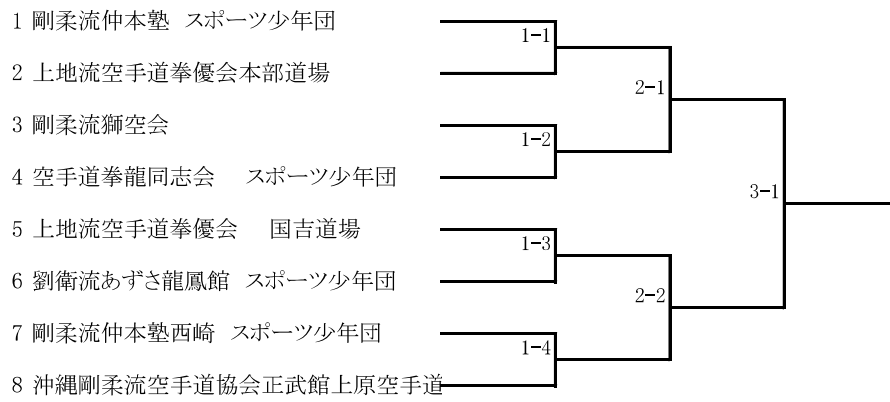 1 剛柔流仲本塾 スポーツ少年団
1-1
2 上地流空手道拳優会本部道場
2-1
3 剛柔流獅空会
1-2
4 空手道拳龍同志会 スポーツ少年団
3-1
5 上地流空手道拳優会 国吉道場
1-3
6 劉衛流あずさ龍鳳館 スポーツ少年団
2-2
7 剛柔流仲本塾西崎 スポーツ少年団
1-4
8 沖縄剛柔流空手道協会正武館上原空手道